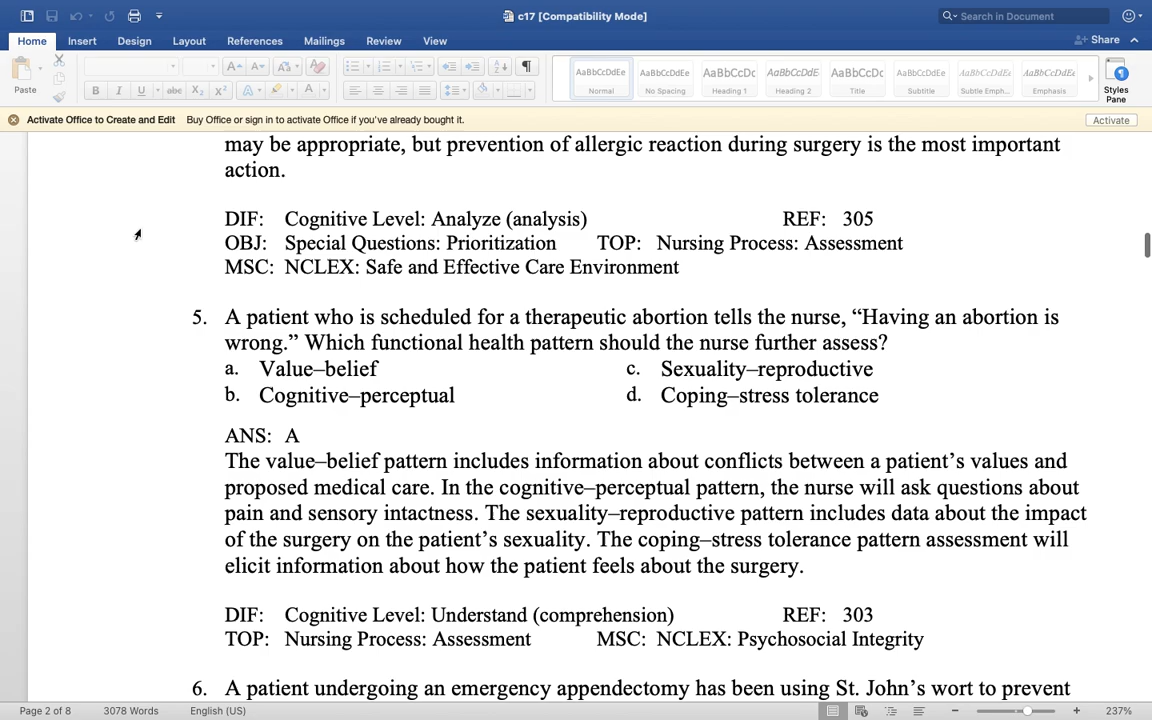 c17 [Compatibility Mode]
Search in Document
Home Insert Design Layout References Mailings Review View
Share
Paste
B I U abc X2 X2 A A
AaBbCcDdEe AaBbCcDdEe AaBbCcDc AaBbCcDdE AaBbCcDc AaBbCcDdEe AaBbCcDdEe AaBbCcDdEe
Normal No Spacing Heading 1 Heading 2 Title Subtitle Subtle Emph... Emphasis
Styles
Pane
Activate Office to Create and Edit Buy Office or sign in to activate Office if you've already bought it. Activate
may be appropriate, but prevention of allergic reaction during surgery is the most important
action.
DIF: Cognitive Level: Analyze (analysis) REF: 305
OBJ: Special Questions: Prioritization TOP: Nursing Process: Assessment
MSC: NCLEX: Safe and Effective Care Environment
5. A patient who is scheduled for a therapeutic abortion tells the nurse, “Having an abortion is
wrong.” Which functional health pattern should the nurse further assess?
a. Value–belief c. Sexuality–reproductive
b. Cognitive–perceptual d. Coping–stress tolerance
ANS: A
The value–belief pattern includes information about conflicts between a patient’s values and
proposed medical care. In the cognitive–perceptual pattern, the nurse will ask questions about
pain and sensory intactness. The sexuality–reproductive pattern includes data about the impact
of the surgery on the patient’s sexuality. The coping–stress tolerance pattern assessment will
elicit information about how the patient feels about the surgery.
DIF: Cognitive Level: Understand (comprehension) REF: 303
TOP: Nursing Process: Assessment MSC: NCLEX: Psychosocial Integrity
6. A patient undergoing an emergency appendectomy has been using St. John’s wort to prevent
Page 2 of 8 3078 Words English (US) 237%